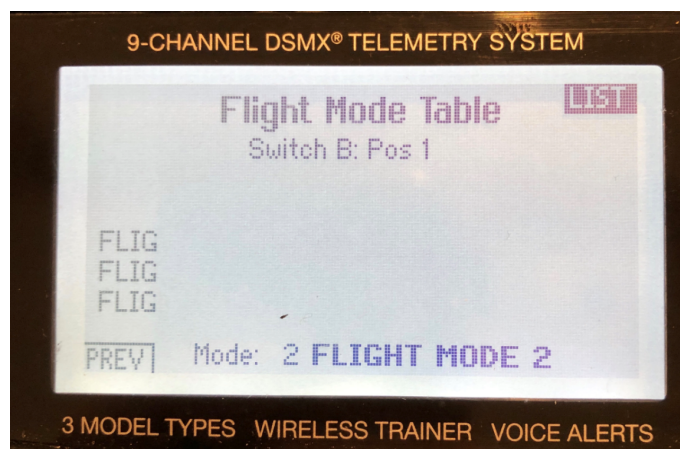 9-CHANNEL DSMX® TELEMETRY SYSTEM
LIST
Flight Mode Table
Switch B: Pos 1
FLIG
FLIG
FLIG
PREV Mode: 2 FLIGHT MODE 2
3 MODEL TYPES WIRELESS TRAINER VOICE ALERTS